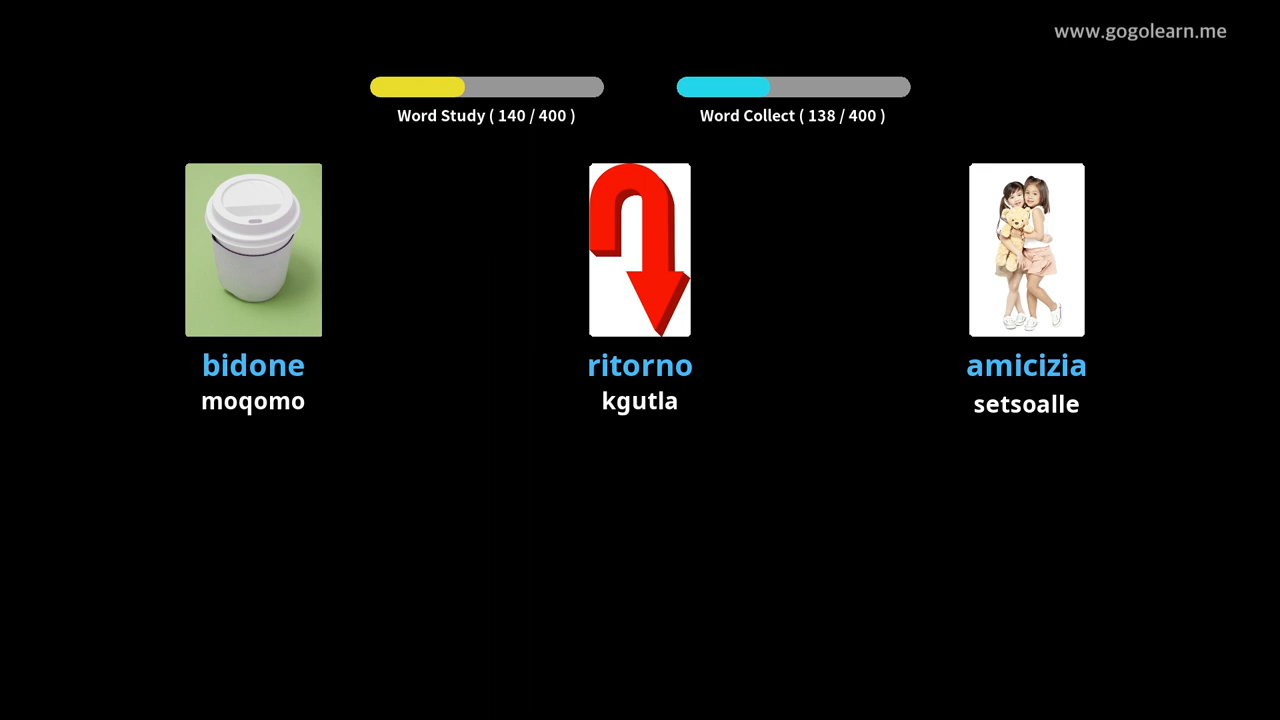 www.gogolearn.me
Word Study ( 140 / 400 )
Word Collect ( 138 / 400 )
bidone
moqomo
ritorno
kgutla
amicizia
setsoalle